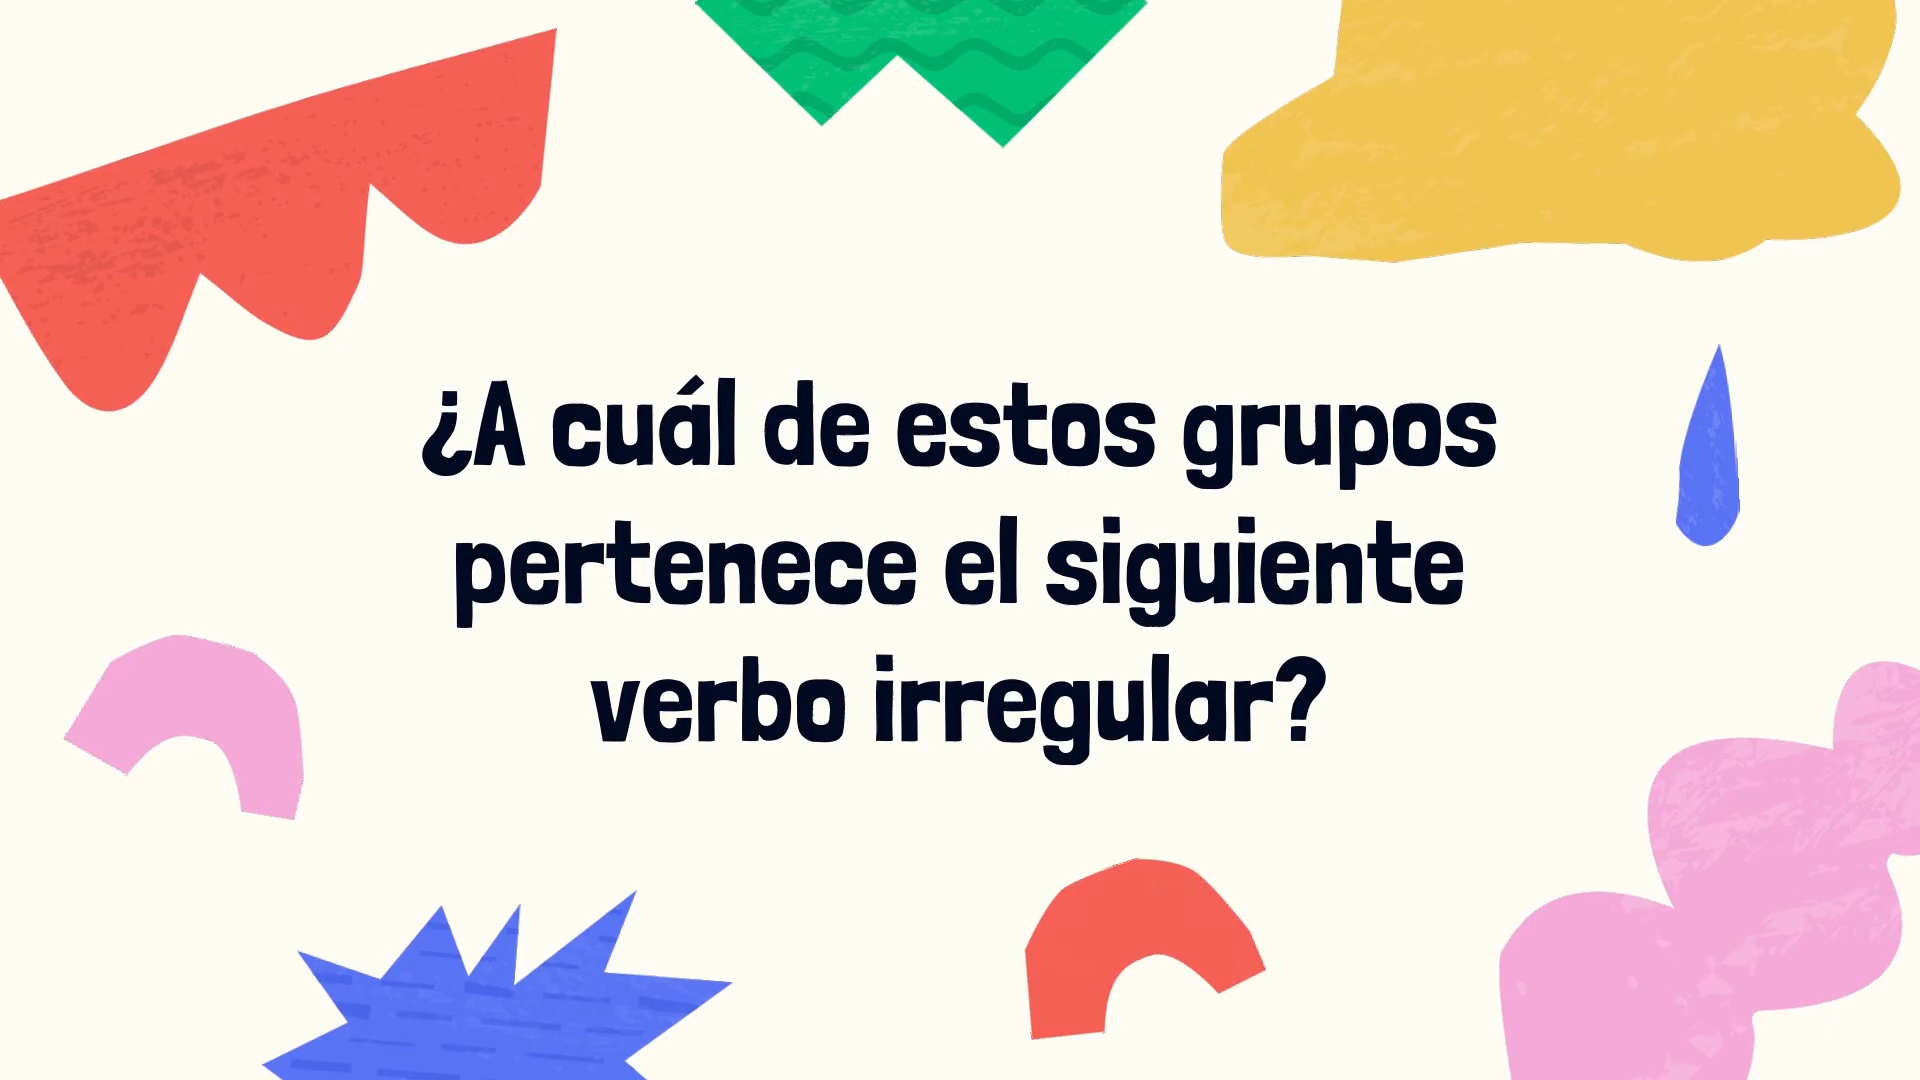 ¿A cuál de estos grupos
pertenece el siguiente
verbo irregular?